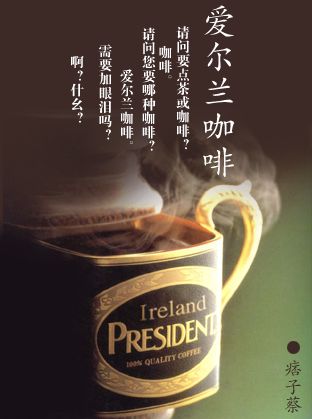 爱尔兰咖啡
请问要点茶或咖啡？
咖啡。
请问您要哪种咖啡？
爱尔兰咖啡。
需要加眼泪吗？
啊？什幺？
Ireland
PRESIDENT
100% QUALITY COFFEE
●痞子蔡